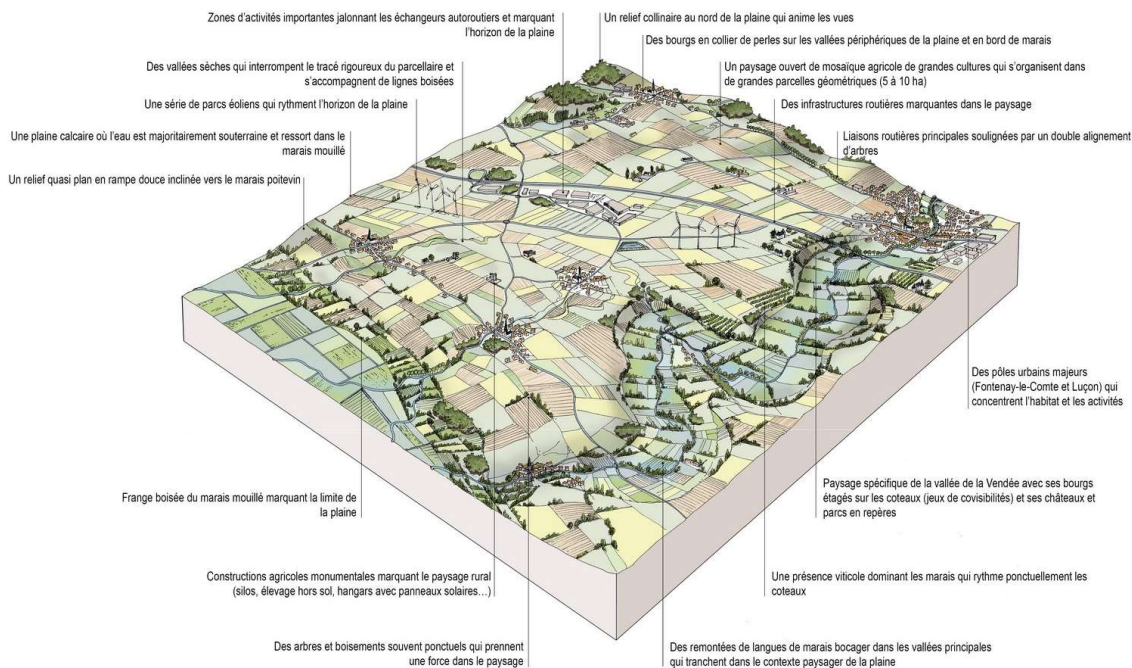 Zones d’activités importantes jalonnant les échangeurs autoroutiers et marquant
l’horizon de la plaine
Un relief collinaire au nord de la plaine qui anime les vues
Des bourgs en collier de perles sur les vallées périphériques de la plaine et en bord de marais
Des vallées sèches qui interrompent le tracé rigoureux du parcellaire et
s’accompagnent de lignes boisées
Un paysage ouvert de mosaïque agricole de grandes cultures qui s’organisent dans
de grandes parcelles géométriques (5 à 10 ha)
Une série de parcs éoliens qui rythment l’horizon de la plaine
Des infrastructures routières marquantes dans le paysage
Une plaine calcaire où l’eau est majoritairement souterraine et ressort dans le
marais mouillé
Liaisons routières principales soulignées par un double alignement
d’arbres
Un relief quasi plan en rampe douce inclinée vers le marais poitevin
Des pôles urbains majeurs
(Fontenay-le-Comte et Luçon) qui
concentrent l’habitat et les activités
Frange boisée du marais mouillé marquant la limite de
la plaine
Paysage spécifique de la vallée de la Vendée avec ses bourgs
étagés sur les coteaux (jeux de covisibilités) et ses châteaux et
parcs en repères
Constructions agricoles monumentales marquant le paysage rural
(silos, élevage hors sol, hangars avec panneaux solaires…)
Une présence viticole dominant les marais qui rythme ponctuellement les
coteaux
Des arbres et boisements souvent ponctuels qui prennent
une force dans le paysage
Des remontées de langues de marais bocager dans les vallées principales
qui tranchent dans le contexte paysager de la plaine